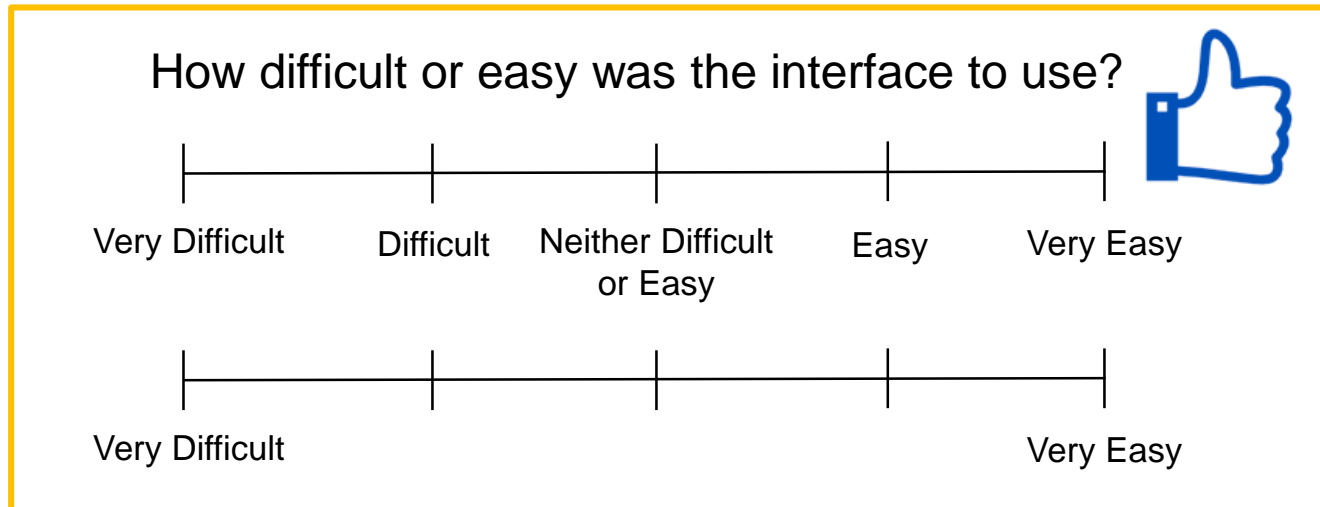 How difficult or easy was the interface to use?
Very Difficult
Difficult
Neither Difficult
or Easy
Easy
Very Easy
Very Difficult
Very Easy